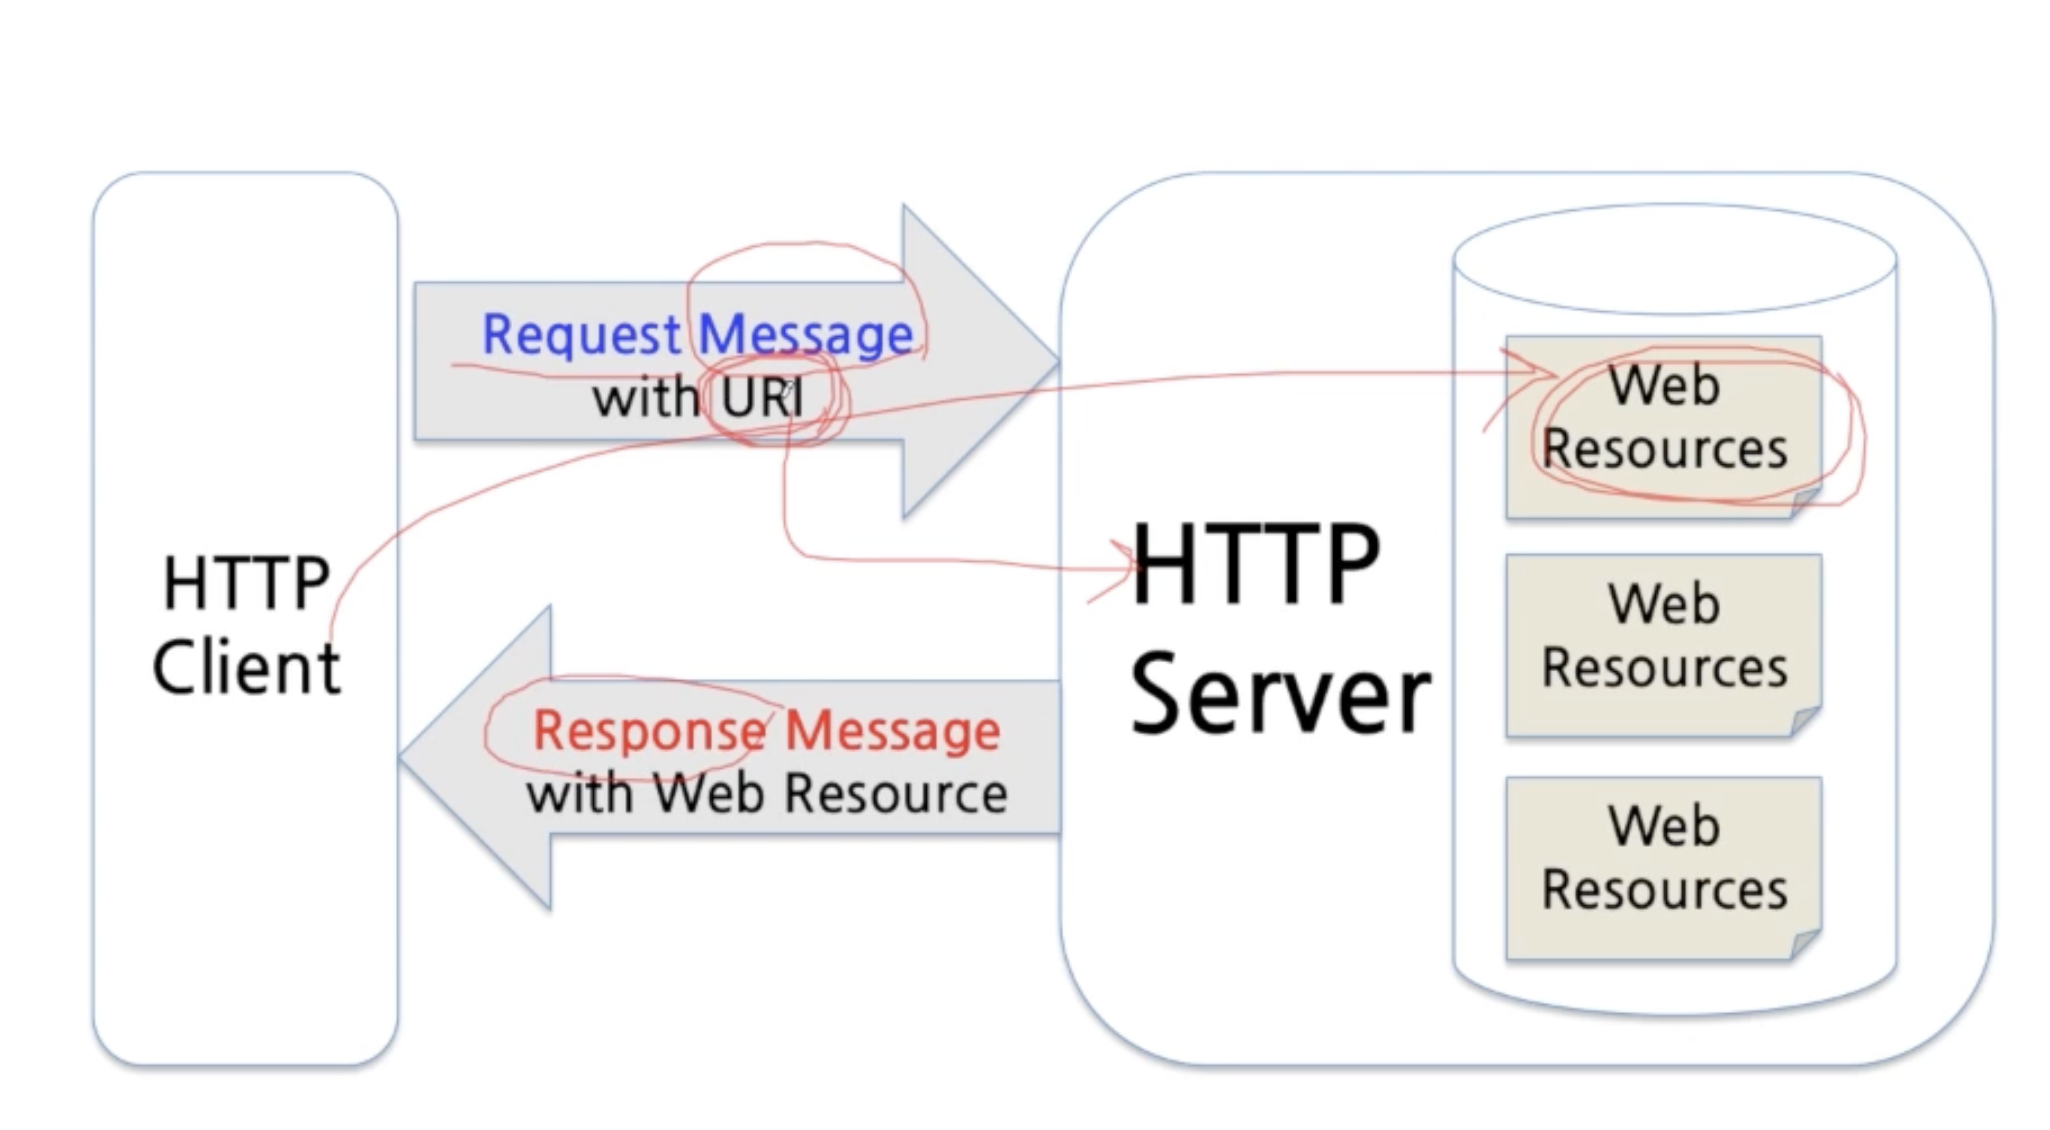 HTTP
Client
Request Message
with URI
Response Message
with Web Resource
HTTP
Server
Web
Resources
Web
Resources
Web
Resources